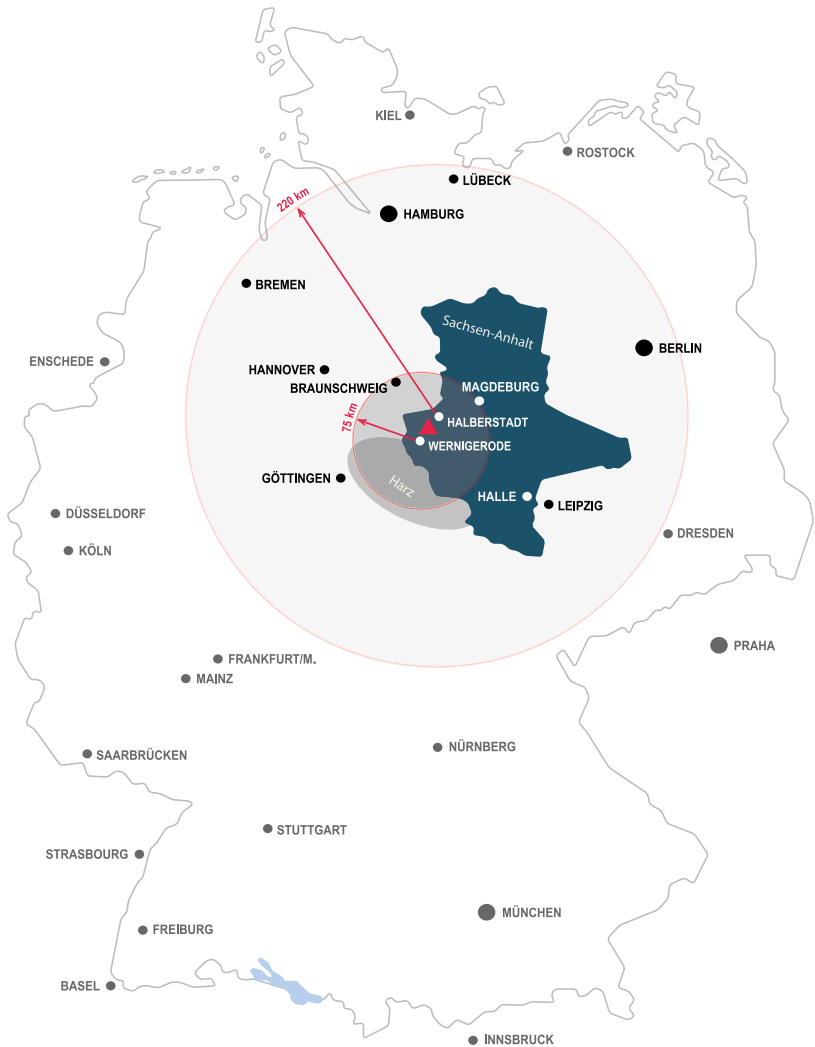 KIEL
ROSTOCK
LÜBECK
220 km
HAMBURG
BREMEN
Sachsen-Anhalt
BERLIN
ENSCHEDE
HANNOVER
BRAUNSCHWEIG
MAGDEBURG
75 km
HALBERSTADT
WERNIGERODE
GÖTTINGEN
Harz
HALLE
LEIPZIG
DÜSSELDORF
DRESDEN
KÖLN
PRAHA
FRANKFURT/M.
MAINZ
NÜRNBERG
SAARBRÜCKEN
STUTTGART
STRASBOURG
MÜNCHEN
FREIBURG
BASEL
INNSBRUCK